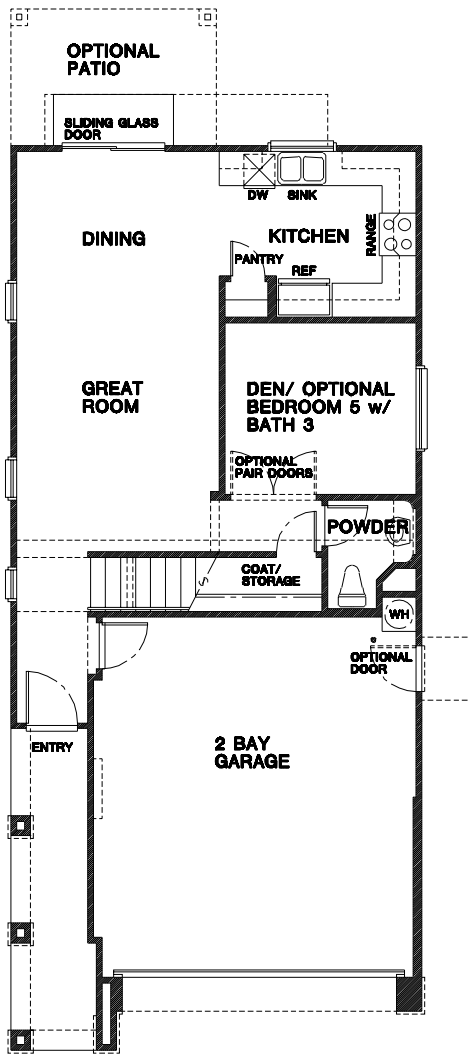 OPTIONAL
PATIO
SLIDING GLASS
DOOR
DW
SINK
DINING
KITCHEN
RANGE
PANTRY
REF
GREAT
ROOM
DEN/ OPTIONAL
BEDROOM 5 w/
BATH 3
OPTIONAL
PAIR DOORS
POWDER
COAT/
STORAGE
WH
OPTIONAL
DOOR
ENTRY
2 BAY
GARAGE